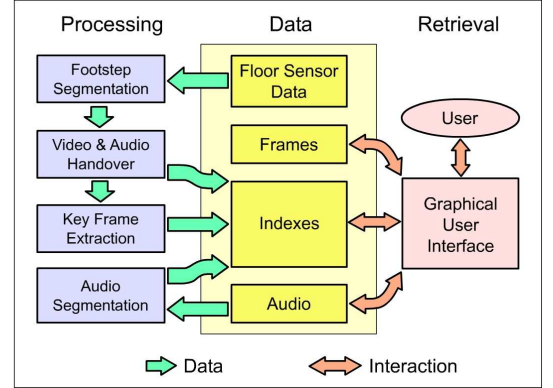 Processing
Data
Retrieval
Footstep
Segmentation
Floor Sensor
Data
User
Video & Audio
Handover
Frames
Key Frame
Extraction
Indexes
Graphical
User
Interface
Audio
Segmentation
Audio
Data
Interaction